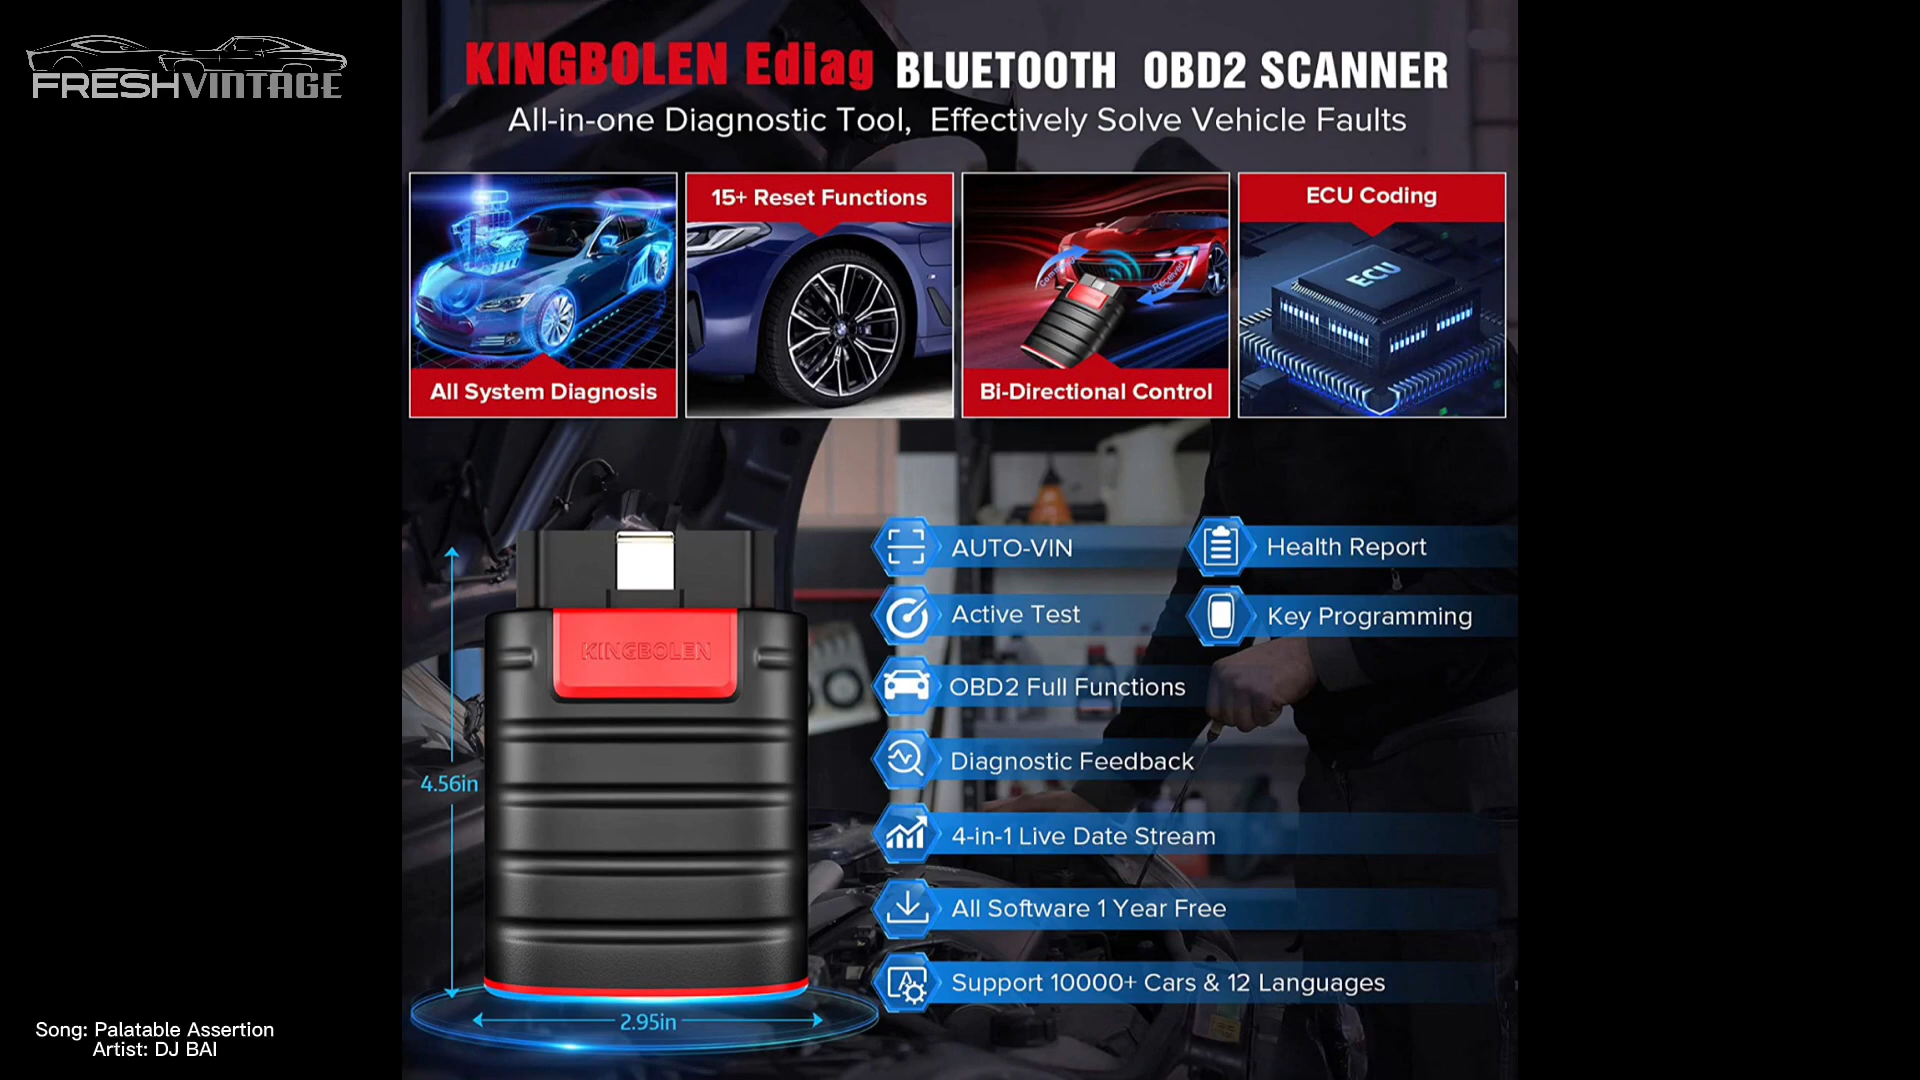 FRESHVINTAGE
KINGBOLEN Ediag BLUETOOTH OBD2 SCANNER
All-in-one Diagnostic Tool, Effectively Solve Vehicle Faults
All System Diagnosis
15+ Reset Functions
Received
Bi-Directional Control
ECU Coding
ECU
KINGBOLEN
4.56in
2.95in
AUTO-VIN
Health Report
Active Test
Key Programming
OBD2 Full Functions
Diagnostic Feedback
4-in-1 Live Date Stream
All Software 1 Year Free
Support 10000+ Cars & 12 Languages
Song: Palatable Assertion
Artist: DJ BAI